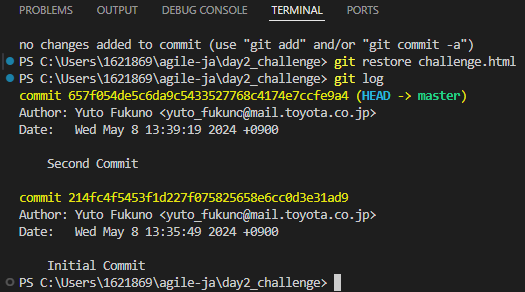 PROBLEMS OUTPUT DEBUG CONSOLE TERMINAL PORTS
no changes added to commit (use "git add" and/or "git commit -a")
PS C:\Users\1621869\agile-ja\day2_challenge> git restore challenge.html
PS C:\Users\1621869\agile-ja\day2_challenge> git log
commit 657f054de5c6da9c5433527768c4174e7ccfe9a4 (HEAD -> master)
Author: Yuto Fukuno <yuto_fukuno@mail.toyota.co.jp>
Date:   Wed May 8 13:39:19 2024 +0900
    Second Commit
commit 214fc4f5453f1d227f075825658e6cc0d3e31ad9
Author: Yuto Fukuno <yuto_fukuno@mail.toyota.co.jp>
Date:   Wed May 8 13:35:49 2024 +0900
    Initial Commit
PS C:\Users\1621869\agile-ja\day2_challenge>